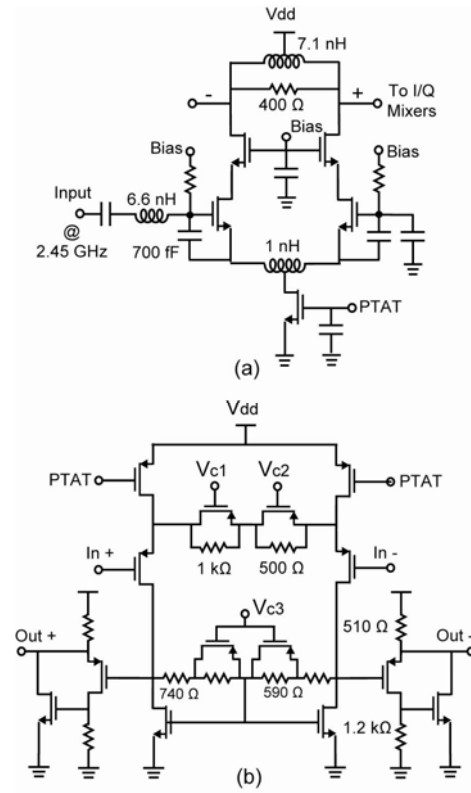 Vdd
7.1 nH
-
+
400 Ω
To I/Q
Mixers
Bias
Bias
Bias
Input
6.6 nH
@
2.45 GHz
700 fF
1 nH
PTAT
(a)
Vdd
PTAT
Vc1
Vc2
PTAT
In +
In -
1 kΩ
500 Ω
Vc3
Out +
510 Ω
Out -
740 Ω
590 Ω
1.2 kΩ
(b)